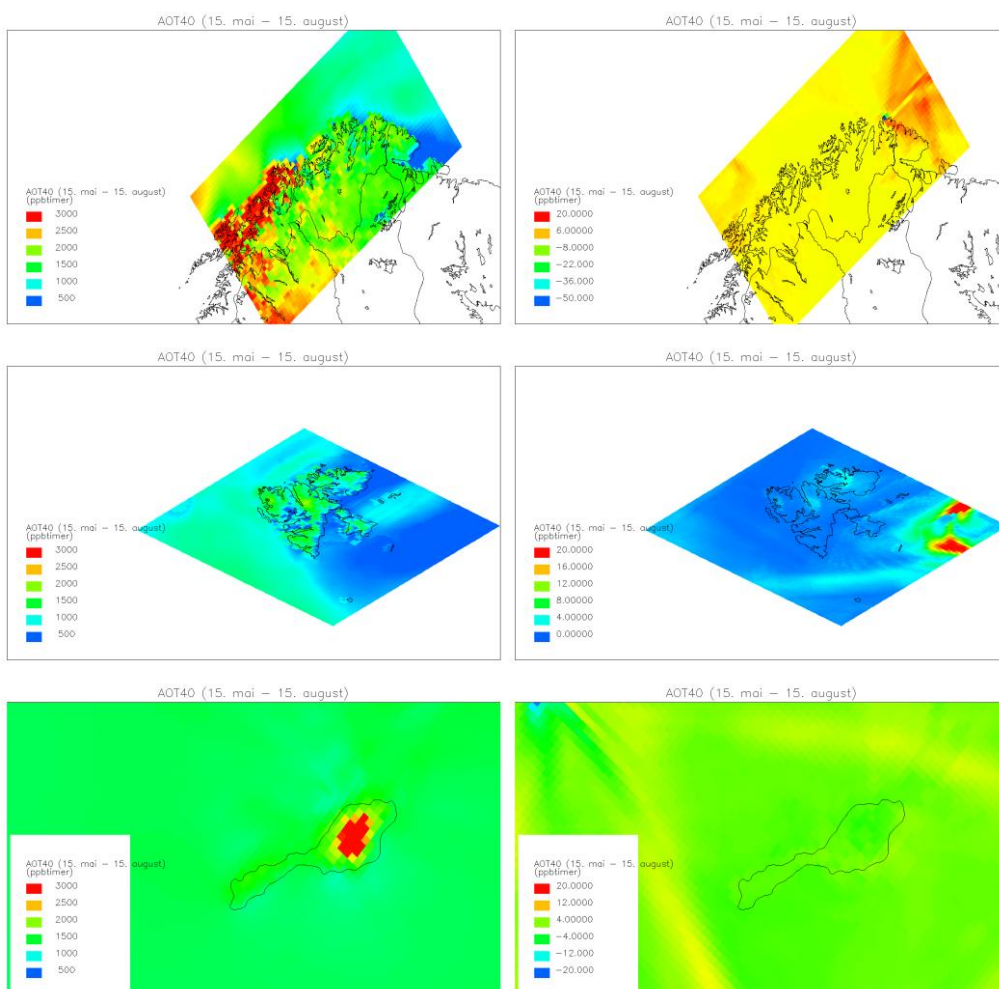 AOT40 (15. mai − 15. august)
AOT40 (15. mai − 15. august)
(ppbtimer)
3000
2500
2000
1500
1000
500
AOT40 (15. mai − 15. august)
AOT40 (15. mai − 15. august)
(ppbtimer)
20.0000
6.00000
−8.00000
−22.0000
−36.0000
−50.0000
AOT40 (15. mai − 15. august)
AOT40 (15. mai − 15. august)
(ppbtimer)
3000
2500
2000
1500
1000
500
AOT40 (15. mai − 15. august)
AOT40 (15. mai − 15. august)
(ppbtimer)
20.0000
16.0000
12.0000
8.00000
4.00000
0.00000
AOT40 (15. mai − 15. august)
AOT40 (15. mai − 15. august)
(ppbtimer)
3000
2500
2000
1500
1000
500
AOT40 (15. mai − 15. august)
AOT40 (15. mai − 15. august)
(ppbtimer)
20.0000
12.0000
4.00000
−4.00000
−12.0000
−20.0000